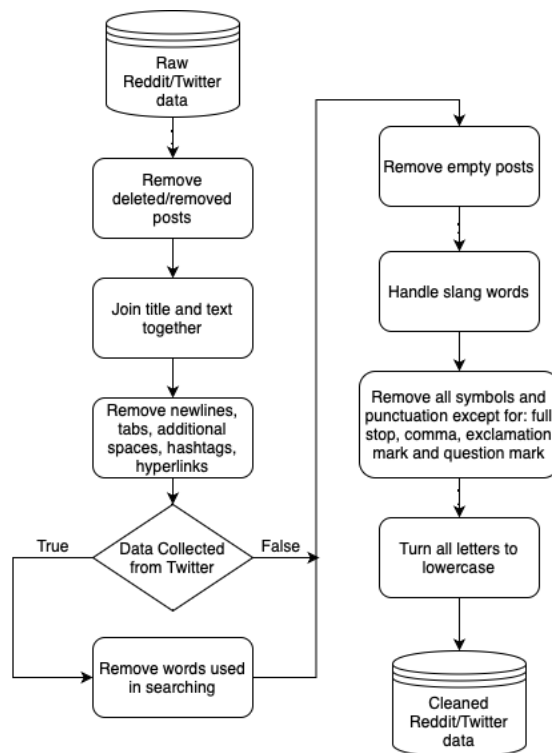 Raw
Reddit/Twitter
data
Remove
deleted/removed
posts
Join title and text
together
Remove newlines,
tabs, additional
spaces, hashtags,
hyperlinks
Data Collected
from Twitter
True
False
Remove words used
in searching
Remove empty posts
Handle slang words
Remove all symbols and
punctuation except for: full
stop, comma, exclamation
mark and question mark
Turn all letters to
lowercase
Cleaned
Reddit/Twitter
data